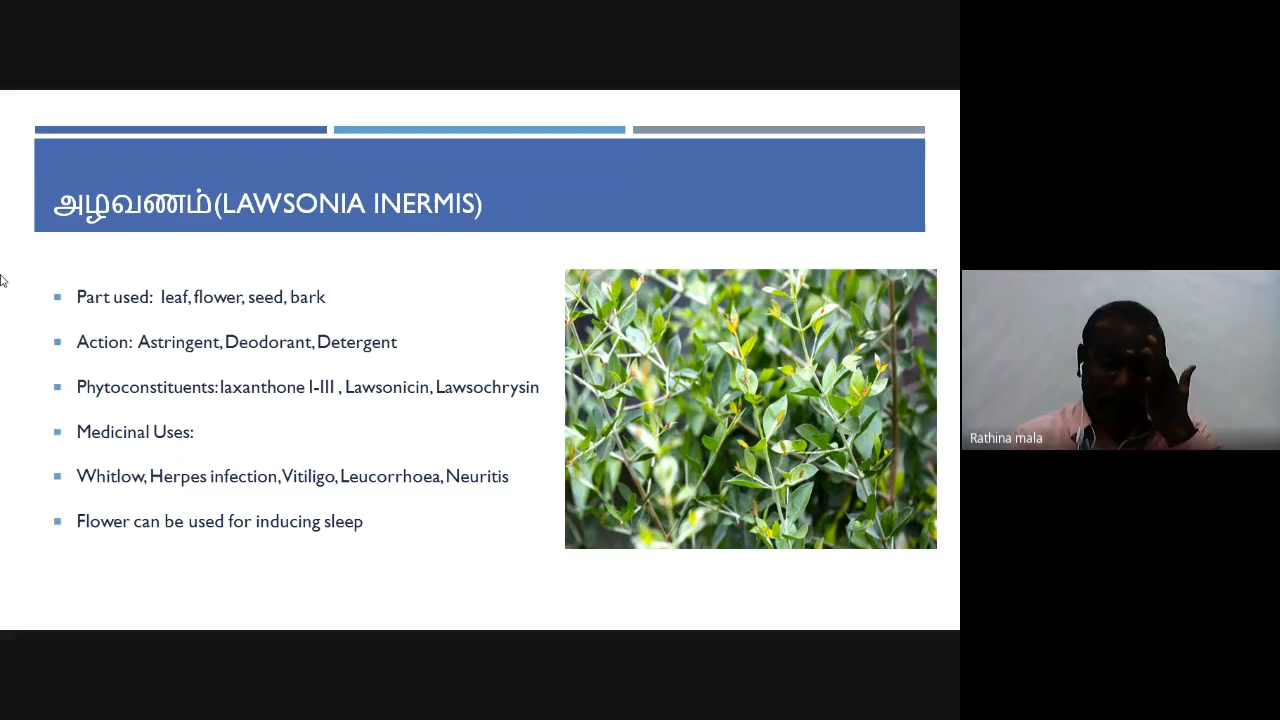 அழவணம்(LAWSONIA INERMIS)
Part used: leaf, flower, seed, bark
Action: Astringent, Deodorant, Detergent
Phytoconstituents: laxanthone I-III , Lawsonicin, Lawsochrysin
Medicinal Uses:
Whitlow, Herpes infection, Vitiligo, Leucorrhoea, Neuritis
Flower can be used for inducing sleep
Rathina mala